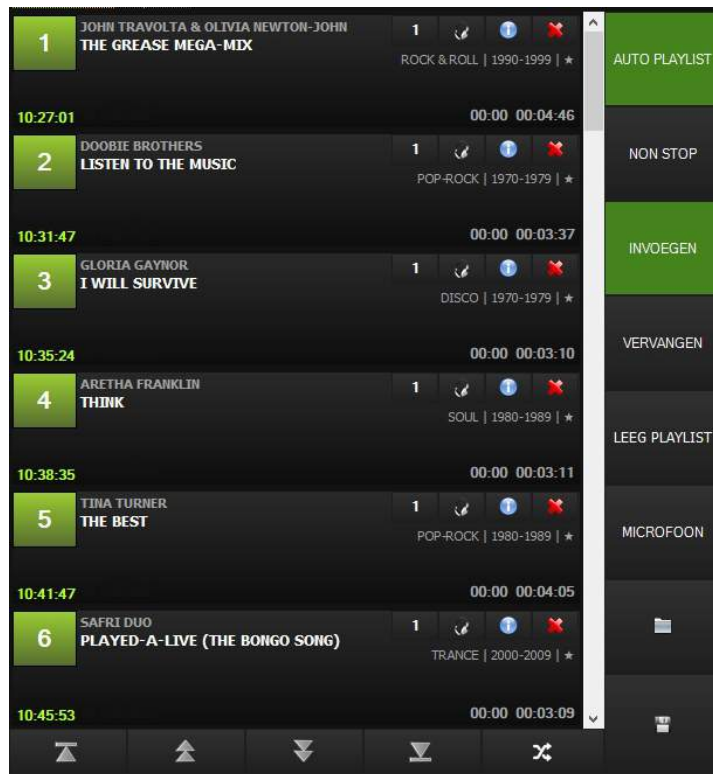 1
JOHN TRAVOLTA & OLIVIA NEWTON-JOHN
THE GREASE MEGA-MIX
1
ROCK & ROLL | 1990-1999 | ★
10:27:01
00:00 00:04:46
2
DOOBIE BROTHERS
LISTEN TO THE MUSIC
1
POP-ROCK | 1970-1979 | ★
10:31:47
00:00 00:03:37
3
GLORIA GAYNOR
I WILL SURVIVE
1
DISCO | 1970-1979 | ★
10:35:24
00:00 00:03:10
4
ARETHA FRANKLIN
THINK
1
SOUL | 1980-1989 | ★
10:38:35
00:00 00:03:11
5
TINA TURNER
THE BEST
1
POP-ROCK | 1980-1989 | ★
10:41:47
00:00 00:04:05
6
SAFRI DUO
PLAYED-A-LIVE (THE BONGO SONG)
1
TRANCE | 2000-2009 | ★
10:45:53
00:00 00:03:09
AUTO PLAYLIST
NON STOP
INVOEGEN
VERVANGEN
LEEG PLAYLIST
MICROFOON